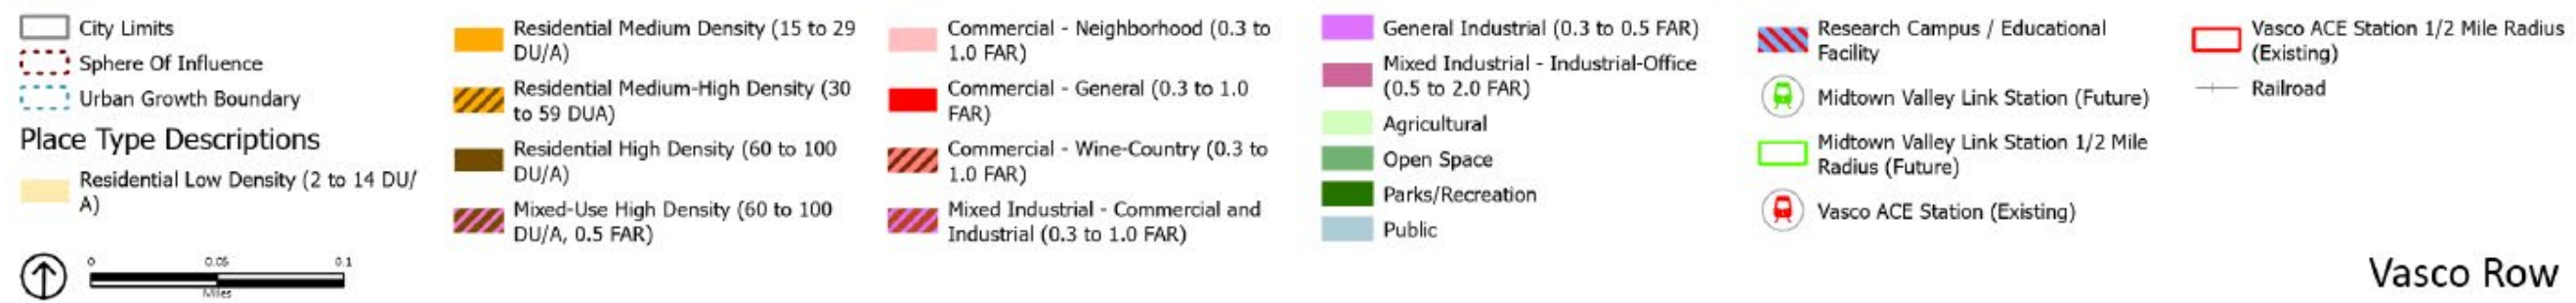 City Limits
Sphere Of Influence
Urban Growth Boundary
Place Type Descriptions
Residential Low Density (2 to 14 DU/
A)
0
0.05
0.1
Miles
Residential Medium Density (15 to 29
DU/A)
Residential Medium-High Density (30
to 59 DUA)
Residential High Density (60 to 100
DU/A)
Mixed-Use High Density (60 to 100
DU/A, 0.5 FAR)
Commercial - Neighborhood (0.3 to
1.0 FAR)
Commercial - General (0.3 to 1.0
FAR)
Commercial - Wine-Country (0.3 to
1.0 FAR)
Mixed Industrial - Commercial and
Industrial (0.3 to 1.0 FAR)
General Industrial (0.3 to 0.5 FAR)
Mixed Industrial - Industrial-Office
(0.5 to 2.0 FAR)
Agricultural
Open Space
Parks/Recreation
Public
Research Campus / Educational
Facility
Midtown Valley Link Station (Future)
Midtown Valley Link Station 1/2 Mile
Radius (Future)
Vasco ACE Station (Existing)
Vasco ACE Station 1/2 Mile Radius
(Existing)
Railroad
Vasco Row